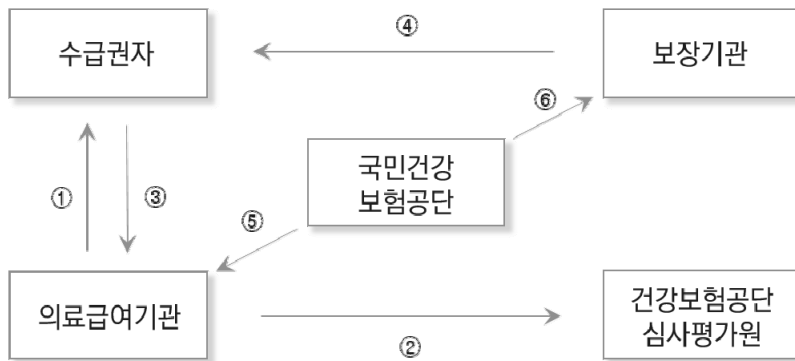 수급권자
④
보장기관
⑥
국민건강
보험공단
①
③
⑤
의료급여기관
건강보험공단
심사평가원
②